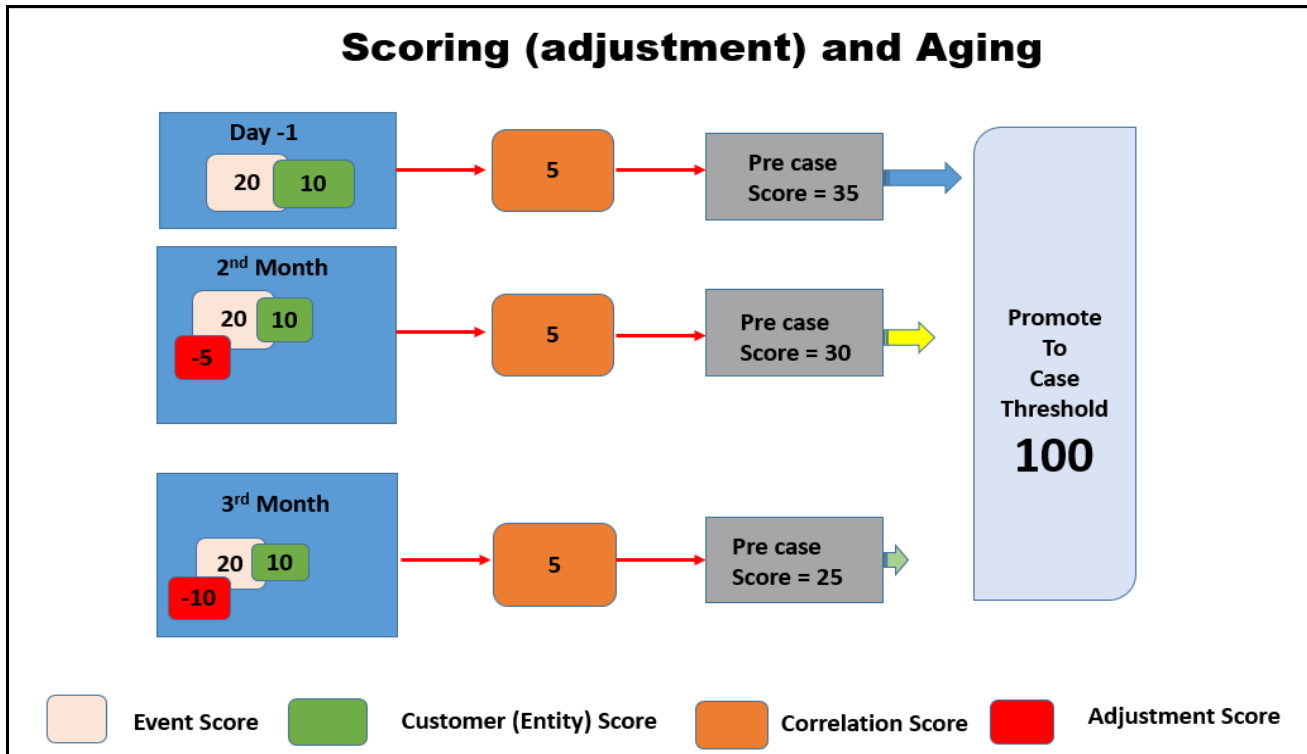 Scoring (adjustment) and Aging
Day -1
20
10
5
Pre case
Score = 35
2nd Month
20
10
-5
5
Pre case
Score = 30
3rd Month
20
10
-10
5
Pre case
Score = 25
Promote
To
Case
Threshold
100
Event Score
Customer (Entity) Score
Correlation Score
Adjustment Score